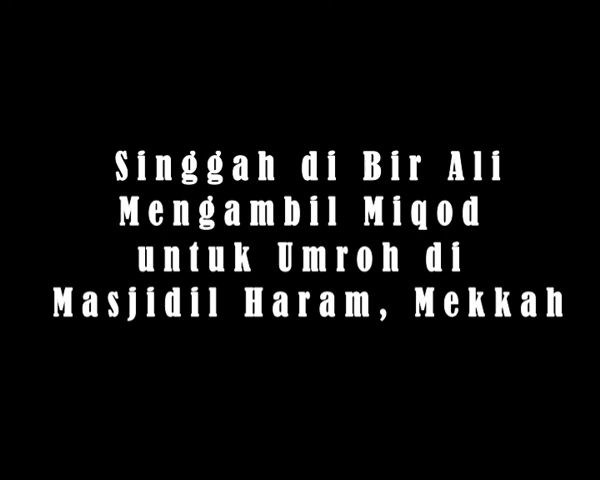 Singgah di Bir Ali
Mengambil Miqod
untuk Umroh di
Masjidil Haram, Mekkah